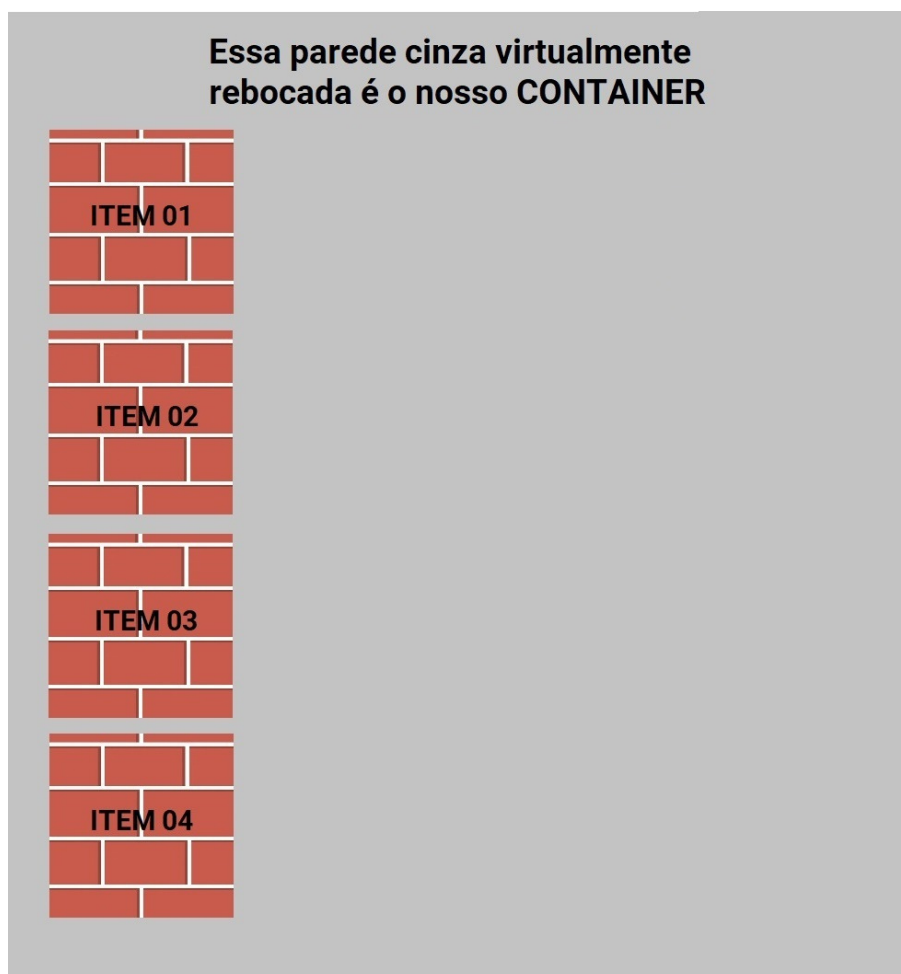 Essa parede cinza virtualmente
rebocada é o nosso CONTAINER
ITEM 01
ITEM 02
ITEM 03
ITEM 04